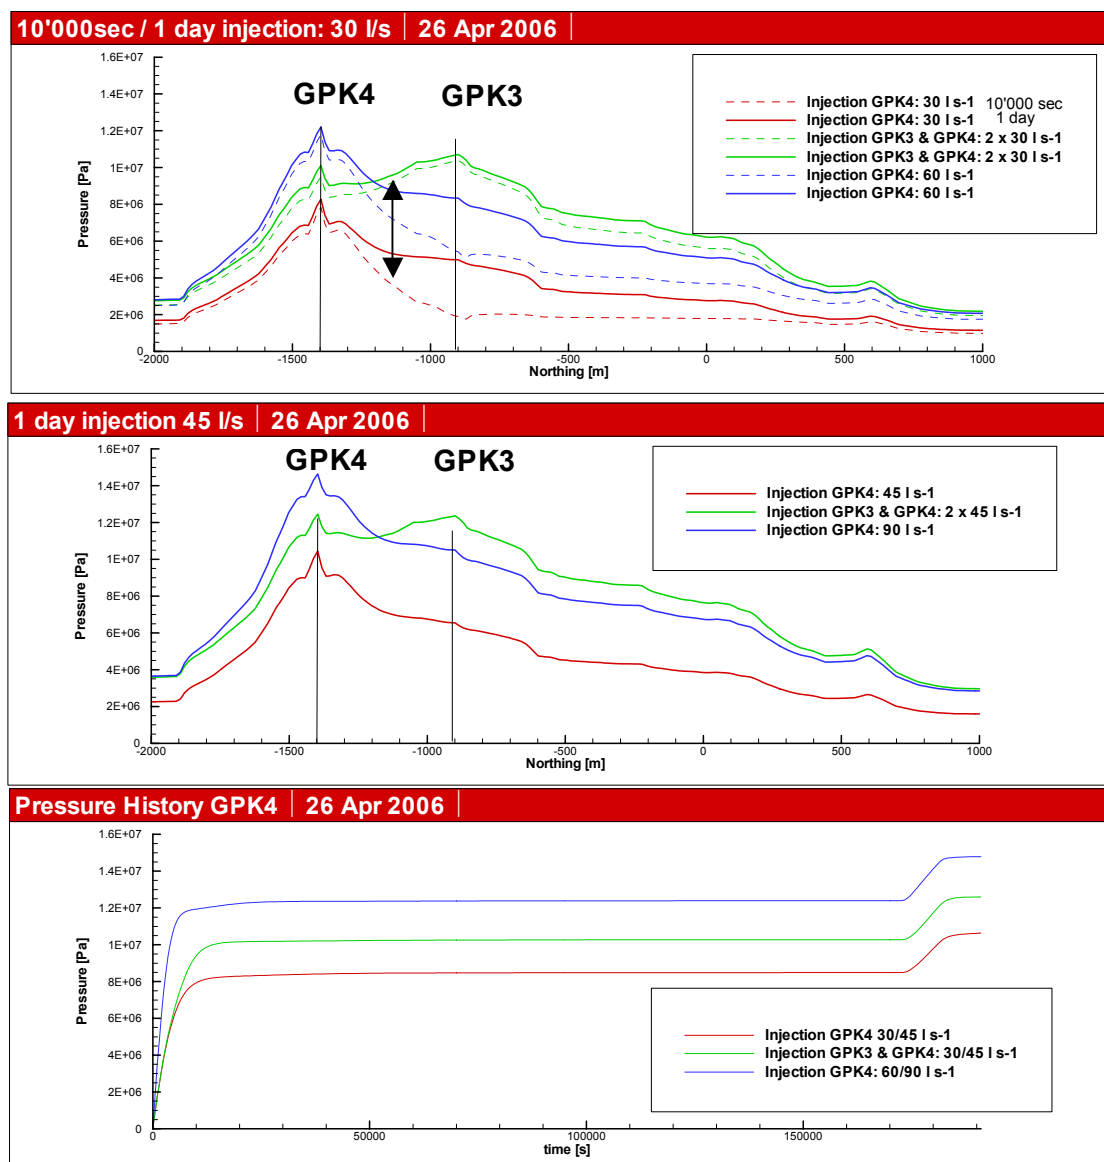 10'000sec / 1 day injection: 30 l/s | 26 Apr 2006 |
1.6E+07
1.4E+07
1.2E+07
1E+07
8E+06
6E+06
4E+06
2E+06
0
Pressure [Pa]
GPK4
GPK3
Injection GPK4: 30 l s-1 10'000 sec
Injection GPK4: 30 l s-1 1 day
Injection GPK3 & GPK4: 2 x 30 l s-1
Injection GPK3 & GPK4: 2 x 30 l s-1
Injection GPK4: 60 l s-1
Injection GPK4: 60 l s-1
-2000 -1500 -1000 -500 0 500 1000
Northing [m]
1 day injection 45 l/s | 26 Apr 2006 |
1.6E+07
1.4E+07
1.2E+07
1E+07
8E+06
6E+06
4E+06
2E+06
0
Pressure [Pa]
GPK4
GPK3
Injection GPK4: 45 l s-1
Injection GPK3 & GPK4: 2 x 45 l s-1
Injection GPK4: 90 l s-1
-2000 -1500 -1000 -500 0 500 1000
Northing [m]
Pressure History GPK4 | 26 Apr 2006 |
1.6E+07
1.4E+07
1.2E+07
1E+07
8E+06
6E+06
4E+06
2E+06
0
Pressure [Pa]
Injection GPK4 30/45 l s-1
Injection GPK3 & GPK4: 30/45 l s-1
Injection GPK4: 60/90 l s-1
0 50000 100000 150000
time [s]